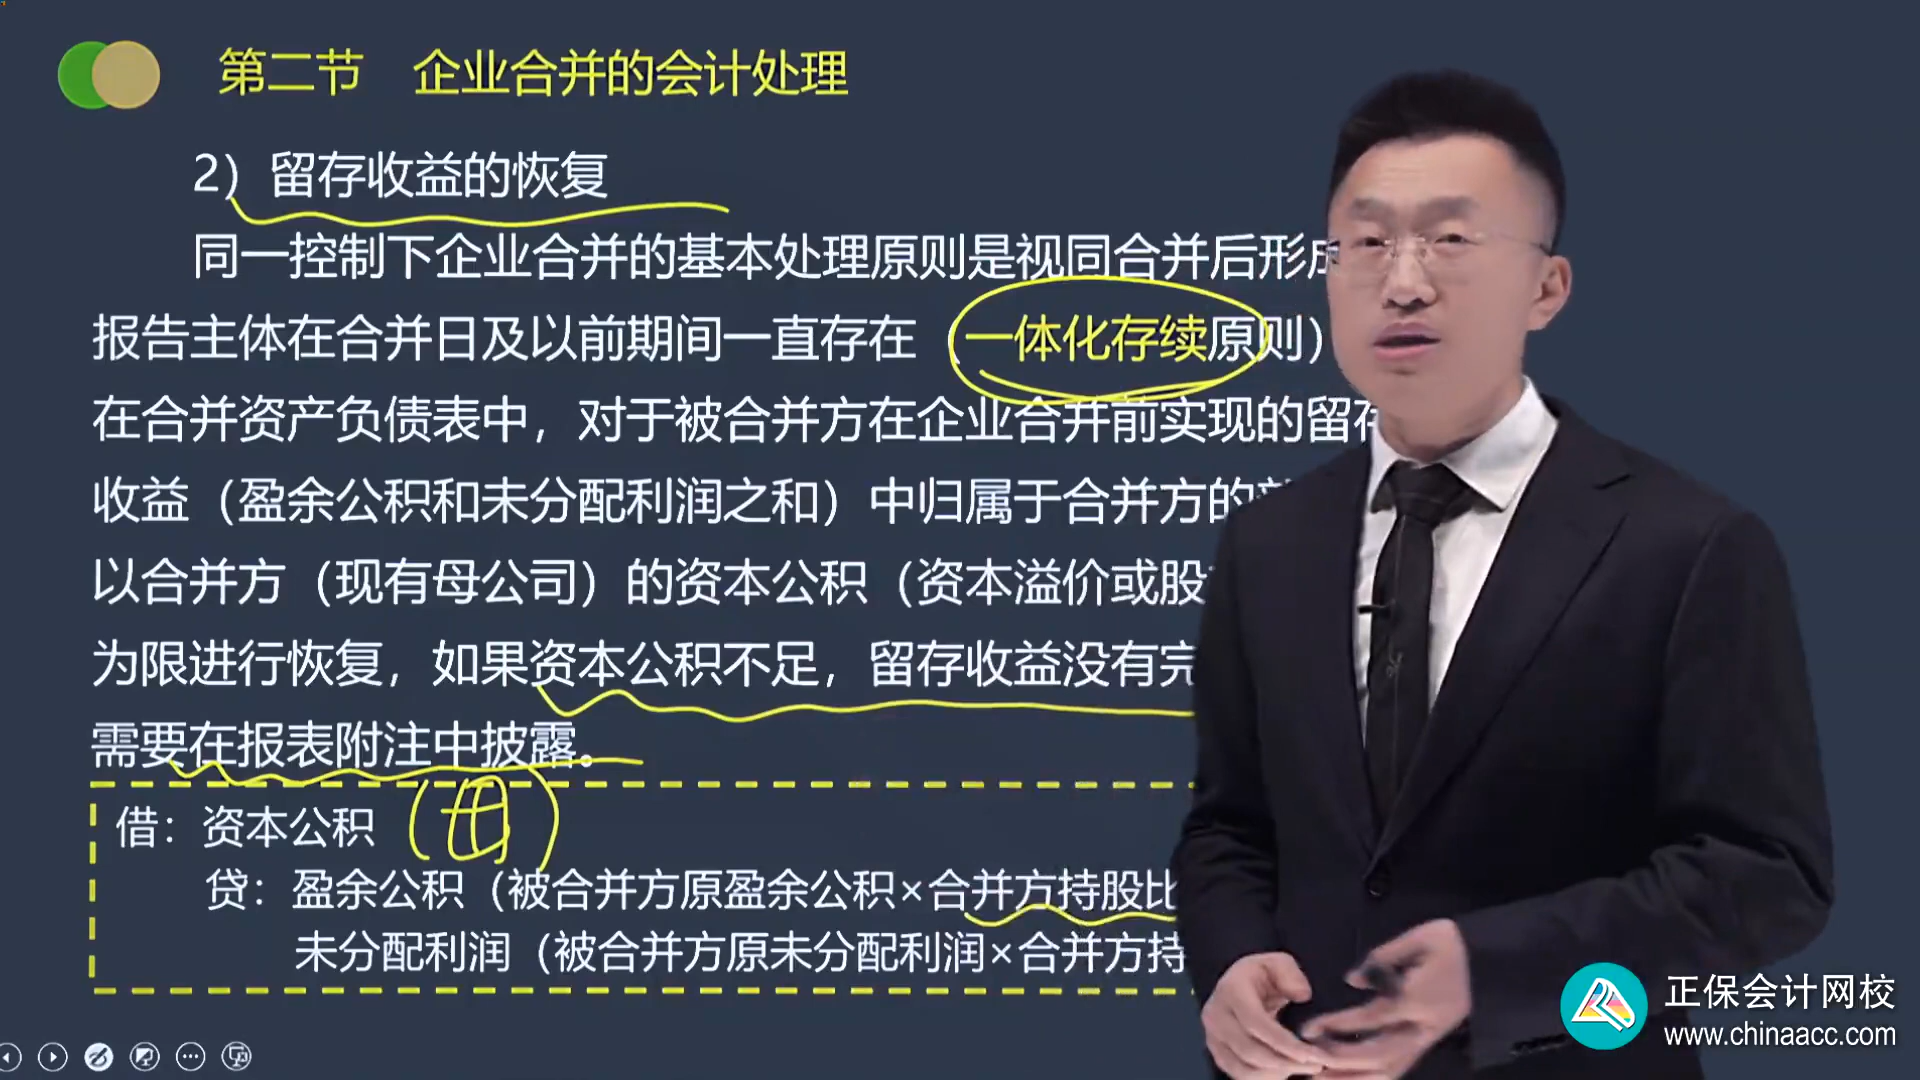 第二节 企业合并的会计处理
2）留存收益的恢复
同一控制下企业合并的基本处理原则是视同合并后形
报告主体在合并日及以前期间一直存在（一体化存续原则）
在合并资产负债表中，对于被合并方在企业合并前实现的留存
收益（盈余公积和未分配利润之和）中归属于合并方的
以合并方（现有母公司）的资本公积（资本溢价或股
为限进行恢复，如果资本公积不足，留存收益没有完
需要在报表附注中披露。
借：资本公积（母）
贷：盈余公积（被合并方原盈余公积×合并方持股比
未分配利润（被合并方原未分配利润×合并方持
正保会计网校
www.chinaacc.com